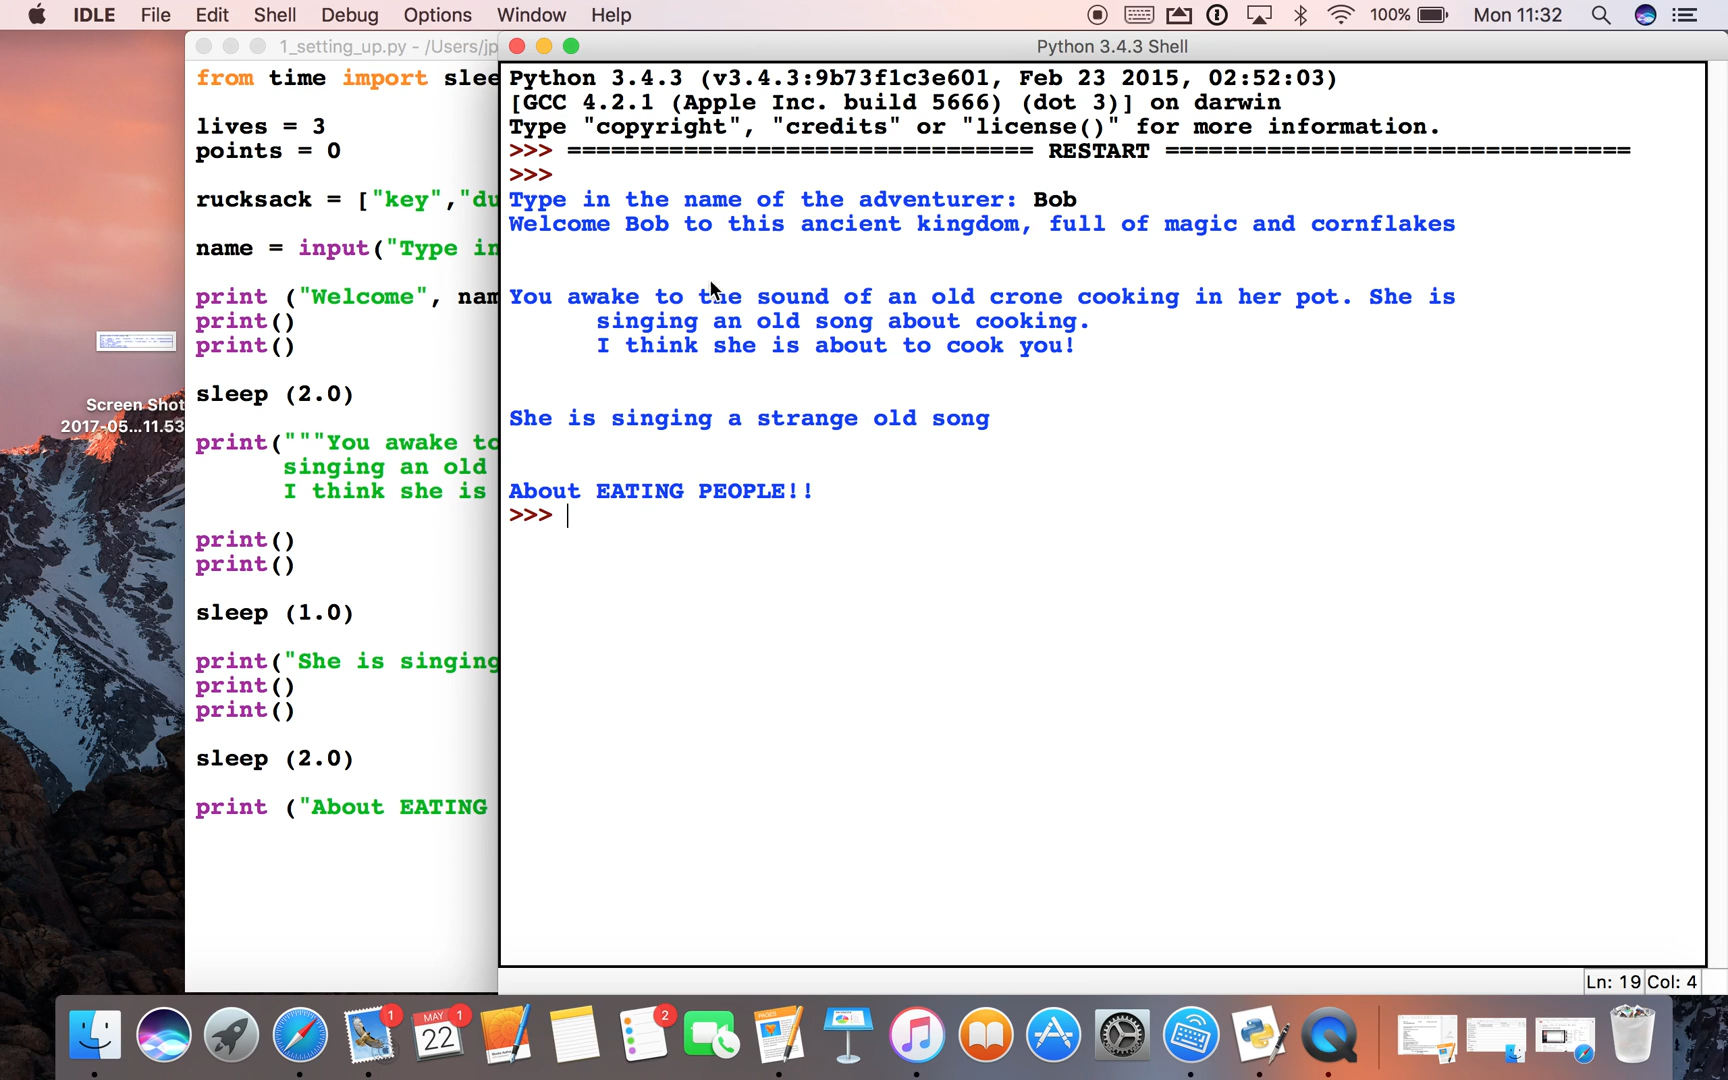 IDLE File Edit Shell Debug Options Window Help 100% Mon 11:32
1_setting_up.py - /Users/jp
from time import slee
lives = 3
points = 0
rucksack = ["key","du
name = input("Type in
print ("Welcome", nam
print()
print()
sleep (2.0)
print("""You awake to
singing an old
I think she is
print()
print()
sleep (1.0)
print("She is singing
print()
print()
sleep (2.0)
print ("About EATING
Python 3.4.3 Shell
Python 3.4.3 (v3.4.3:9b73f1c3e601, Feb 23 2015, 02:52:03)
[GCC 4.2.1 (Apple Inc. build 5666) (dot 3)] on darwin
Type "copyright", "credits" or "license()" for more information.
>>> ================================ RESTART ================================
>>>
Type in the name of the adventurer: Bob
Welcome Bob to this ancient kingdom, full of magic and cornflakes
You awake to the sound of an old crone cooking in her pot. She is
singing an old song about cooking.
I think she is about to cook you!
She is singing a strange old song
About EATING PEOPLE!!
>>>
Ln: 19 Col: 4
Screen Shot
2017-05...11.53
1
MAY
22
1
2
PAGES